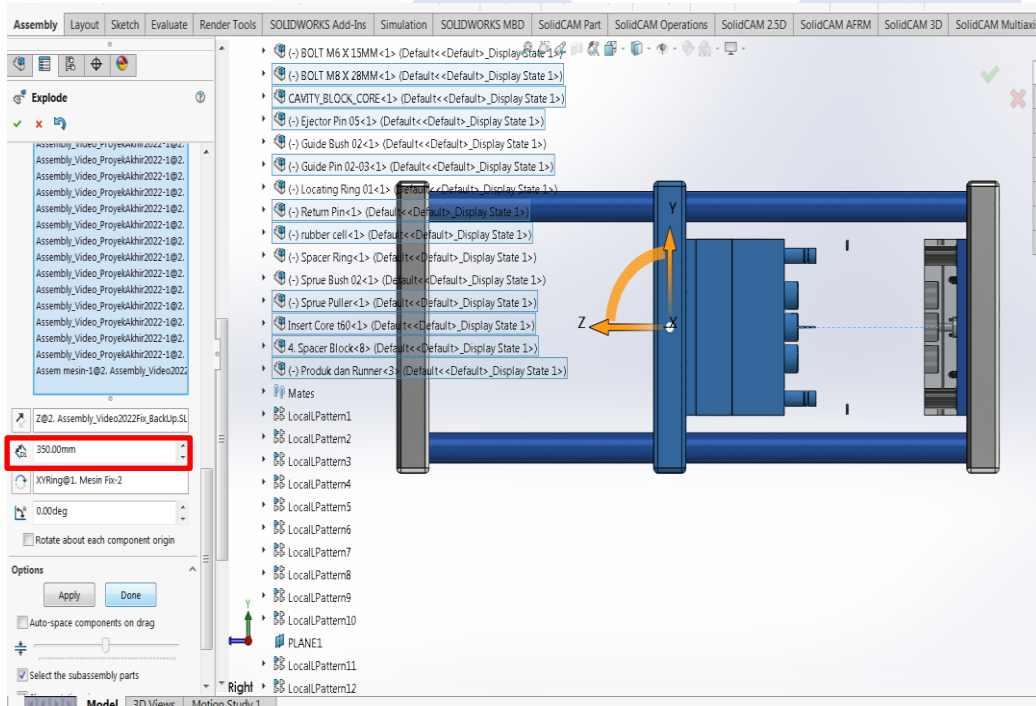 Assembly Layout Sketch Evaluate Render Tools SOLIDWORKS Add-Ins Simulation SOLIDWORKS MBD SolidCAM Part SolidCAM Operations SolidCAM 2.5D SolidCAM AFRM SolidCAM 3D SolidCAM Multiaxis
Explode
Assembly_Video_ProyekAkhir2022-1@2.
Assembly_Video_ProyekAkhir2022-1@2.
Assembly_Video_ProyekAkhir2022-1@2.
Assembly_Video_ProyekAkhir2022-1@2.
Assembly_Video_ProyekAkhir2022-1@2.
Assembly_Video_ProyekAkhir2022-1@2.
Assembly_Video_ProyekAkhir2022-1@2.
Assembly_Video_ProyekAkhir2022-1@2.
Assembly_Video_ProyekAkhir2022-1@2.
Assembly_Video_ProyekAkhir2022-1@2.
Assembly_Video_ProyekAkhir2022-1@2.
Assembly_Video_ProyekAkhir2022-1@2.
Assembly_Video_ProyekAkhir2022-1@2.
Assembly_Video_ProyekAkhir2022-1@2.
Assem mesin-1@2. Assembly_Video2022
Z@2. Assembly_Video2022Fix_BackUp.SL
350.00mm
XYRing@1. Mesin Fix-2
0.00deg
Rotate about each component origin
Options
Apply Done
Auto-space components on drag
Select the subassembly parts
(-) BOLT M6 X 15MM<1> (Default<<Default>_Display State 1>)
(-) BOLT M8 X 28MM<1> (Default<<Default>_Display State 1>)
CAVITY_BLOCK_CORE<1> (Default<<Default>_Display State 1>)
(-) Ejector Pin 05<1> (Default<<Default>_Display State 1>)
(-) Guide Bush 02<1> (Default<<Default>_Display State 1>)
(-) Guide Pin 02-03<1> (Default<<Default>_Display State 1>)
(-) Locating Ring 01<1> (Default<<Default>_Display State 1>)
(-) Return Pin<1> (Default<<Default>_Display State 1>)
(-) rubber cell<1> (Default<<Default>_Display State 1>)
(-) Spacer Ring<1> (Default<<Default>_Display State 1>)
(-) Sprue Bush 02<1> (Default<<Default>_Display State 1>)
(-) Sprue Puller<1> (Default<<Default>_Display State 1>)
Insert Core t60<1> (Default<<Default>_Display State 1>)
4. Spacer Block<8> (Default<<Default>_Display State 1>)
(-) Produk dan Runner<3> (Default<<Default>_Display State 1>)
Mates
LocalLPattern1
LocalLPattern2
LocalLPattern3
LocalLPattern4
LocalLPattern5
LocalLPattern6
LocalLPattern7
LocalLPattern8
LocalLPattern9
LocalLPattern10
PLANE1
LocalLPattern11
LocalLPattern12
Y
Z
X
Y
Right
Model 3D Views Motion Study 1